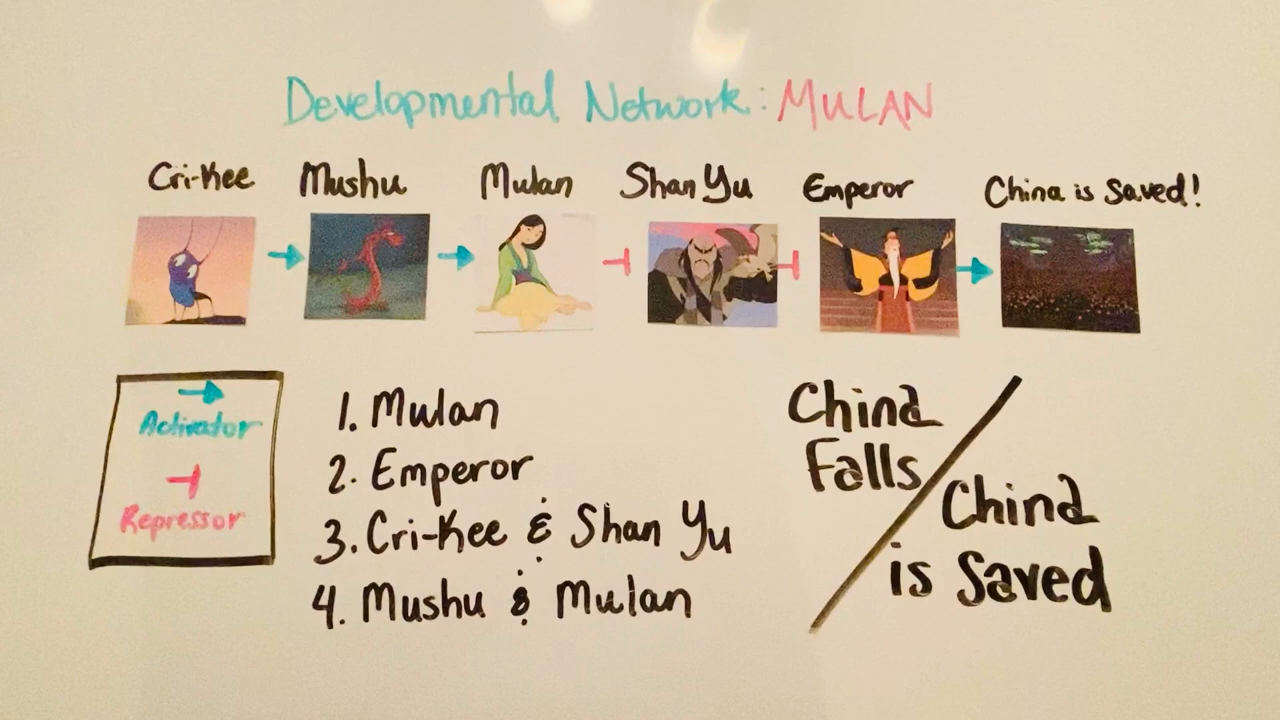 Developmental Network: MULAN
Cri-Kee Mushu Mulan Shan Yu Emperor China is Saved!
Activator
Repressor
1. Mulan
2. Emperor
3. Cri-Kee & Shan Yu
4. Mushu & Mulan
China
Falls
China
is Saved